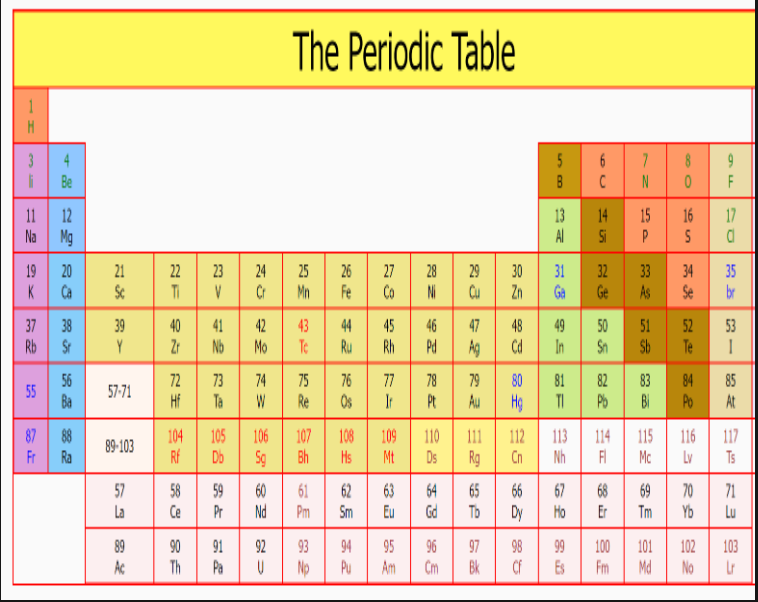 The Periodic Table
1
H
3 4 5 6 7 8 9
li Be B C N O F
11 12 13 14 15 16 17
Na Mg Al Si P S Cl
19 20 21 22 23 24 25 26 27 28 29 30 31 32 33 34 35
K Ca Sc Ti V Cr Mn Fe Co Ni Cu Zn Ga Ge As Se br
37 38 39 40 41 42 43 44 45 46 47 48 49 50 51 52 53
Rb Sr Y Zr Nb Mo Tc Ru Rh Pd Ag Cd In Sn Sb Te I
55 56 57-71 72 73 74 75 76 77 78 79 80 81 82 83 84 85
Ba Hf Ta W Re Os Ir Pt Au Hg Tl Pb Bi Po At
87 88 89-103 104 105 106 107 108 109 110 111 112 113 114 115 116 117
Fr Ra Rf Db Sg Bh Hs Mt Ds Rg Cn Nh Fl Mc Lv Ts
57 58 59 60 61 62 63 64 65 66 67 68 69 70 71
La Ce Pr Nd Pm Sm Eu Gd Tb Dy Ho Er Tm Yb Lu
89 90 91 92 93 94 95 96 97 98 99 100 101 102 103
Ac Th Pa U Np Pu Am Cm Bk Cf Es Fm Md No Lr